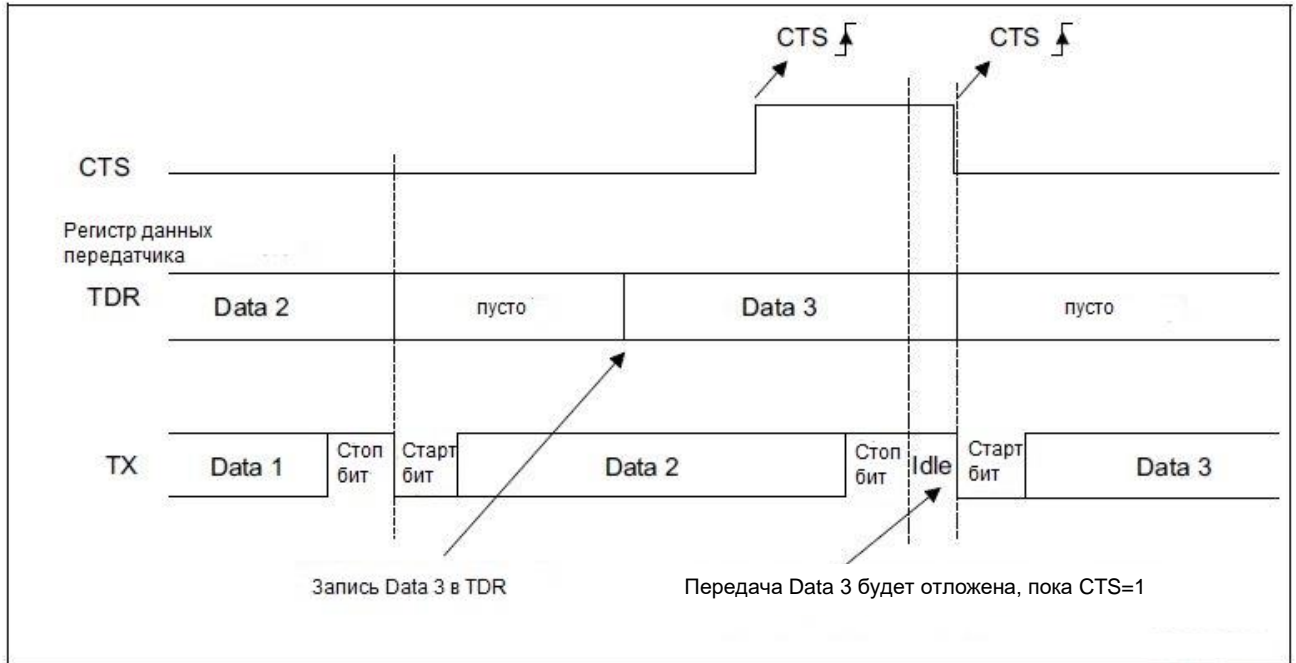 CTS CTS
CTS
Регистр данных
передатчика
TDR Data 2 пусто Data 3 пусто
TX Data 1 Стоп бит Старт бит Data 2 Стоп бит Idle Старт бит Data 3
Запись Data 3 в TDR Передача Data 3 будет отложена, пока CTS=1